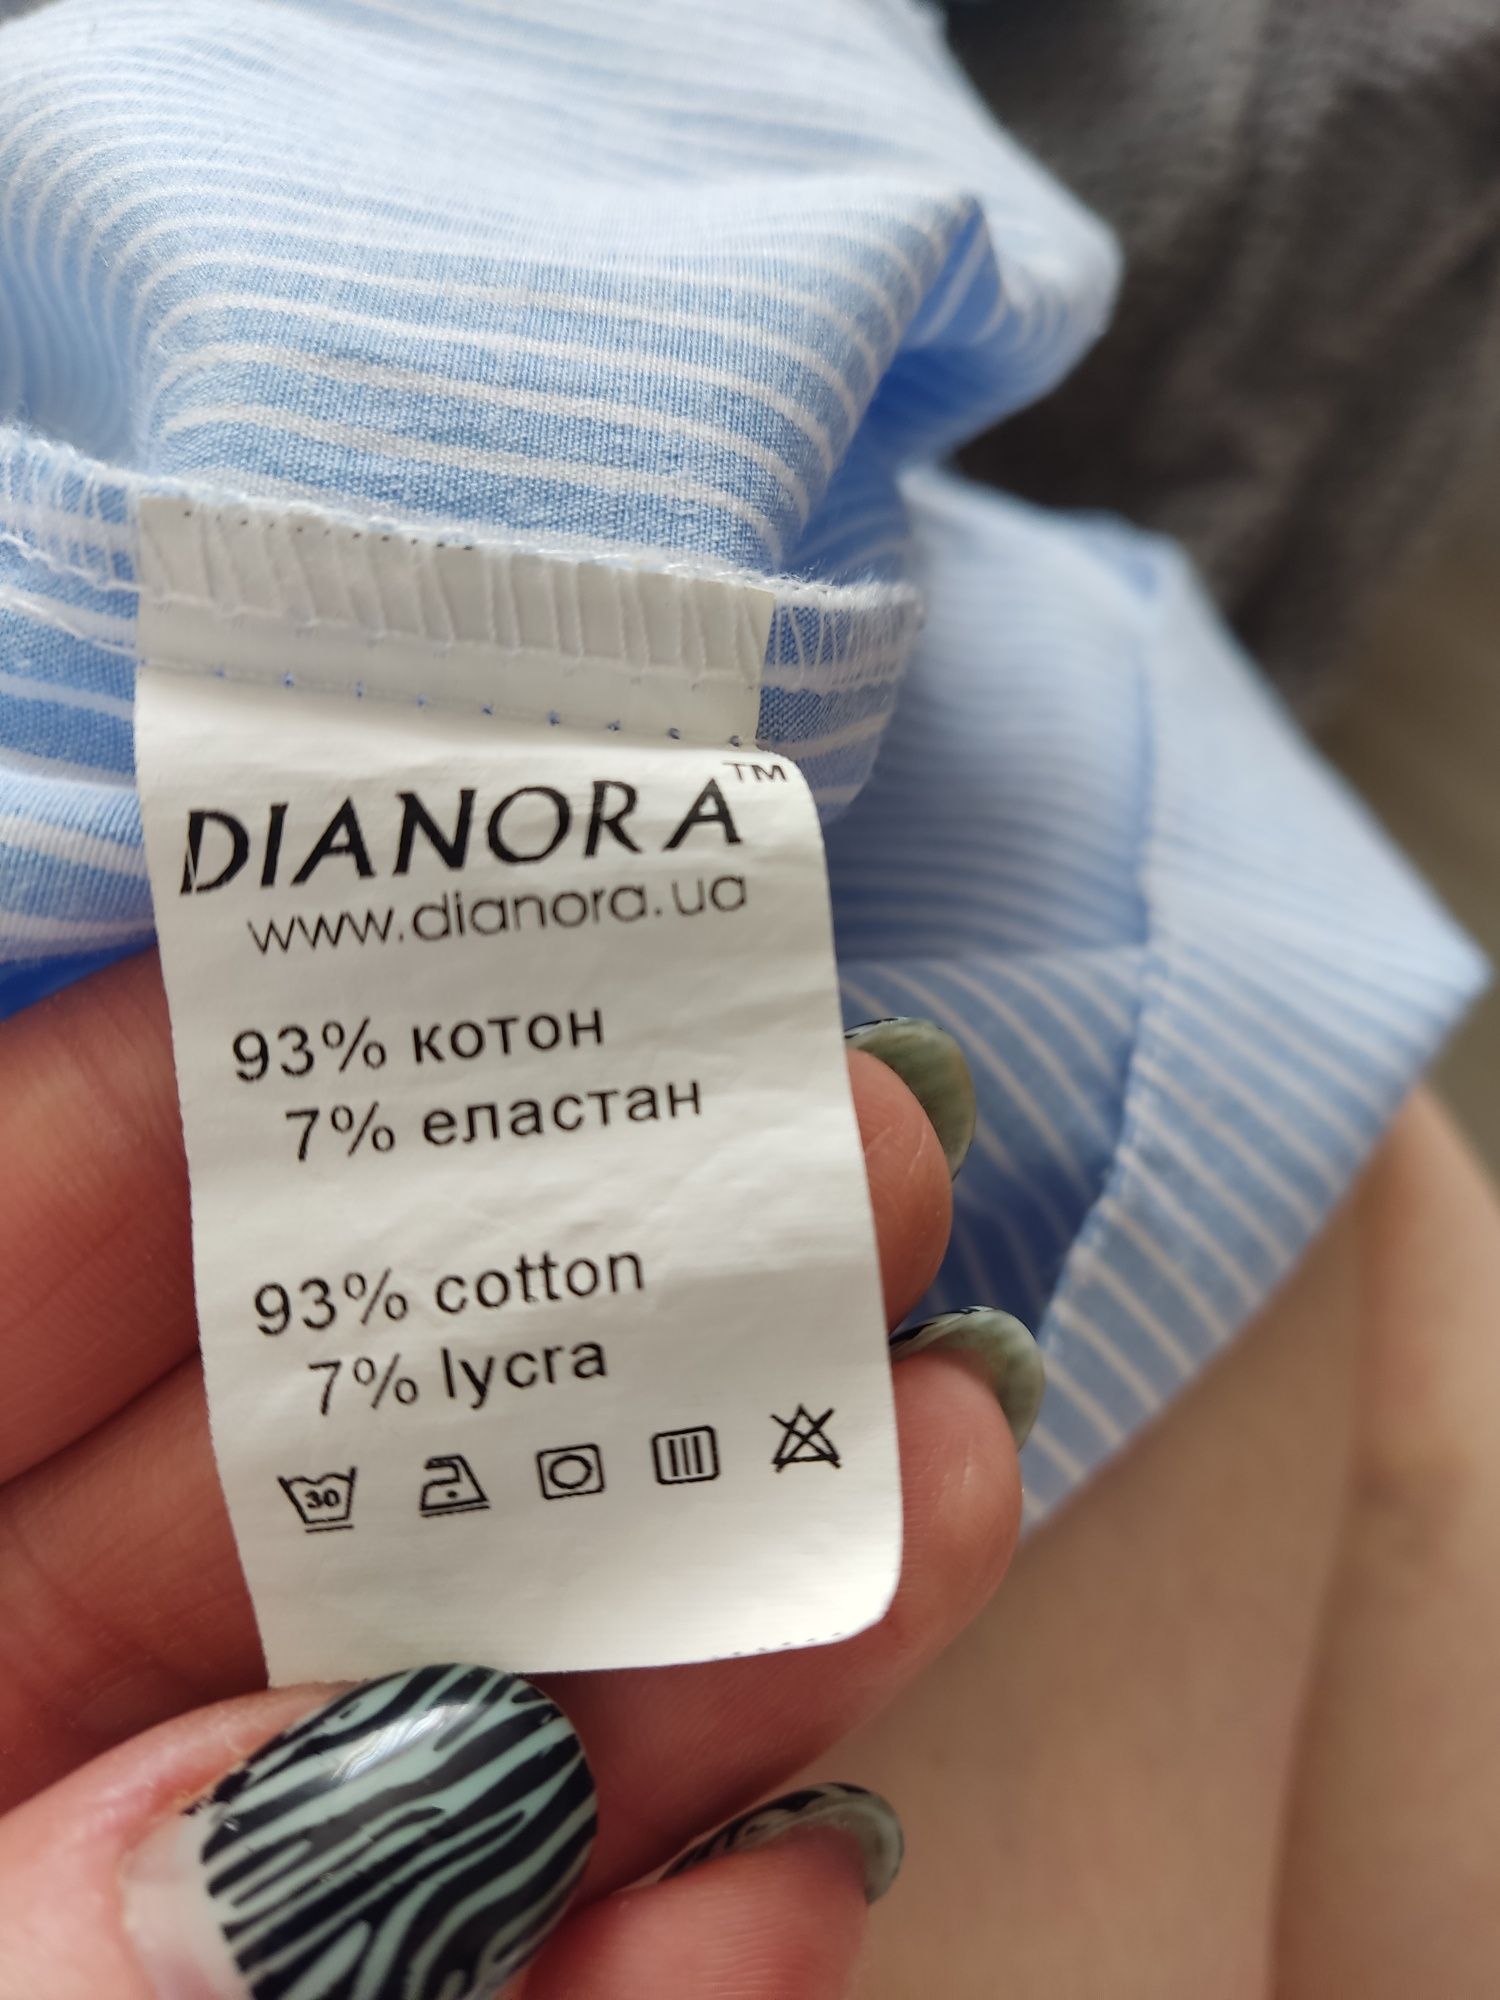 DIANORA™
www.dianora.ua
93% котон
7% еластан
93% cotton
7% lycra
30